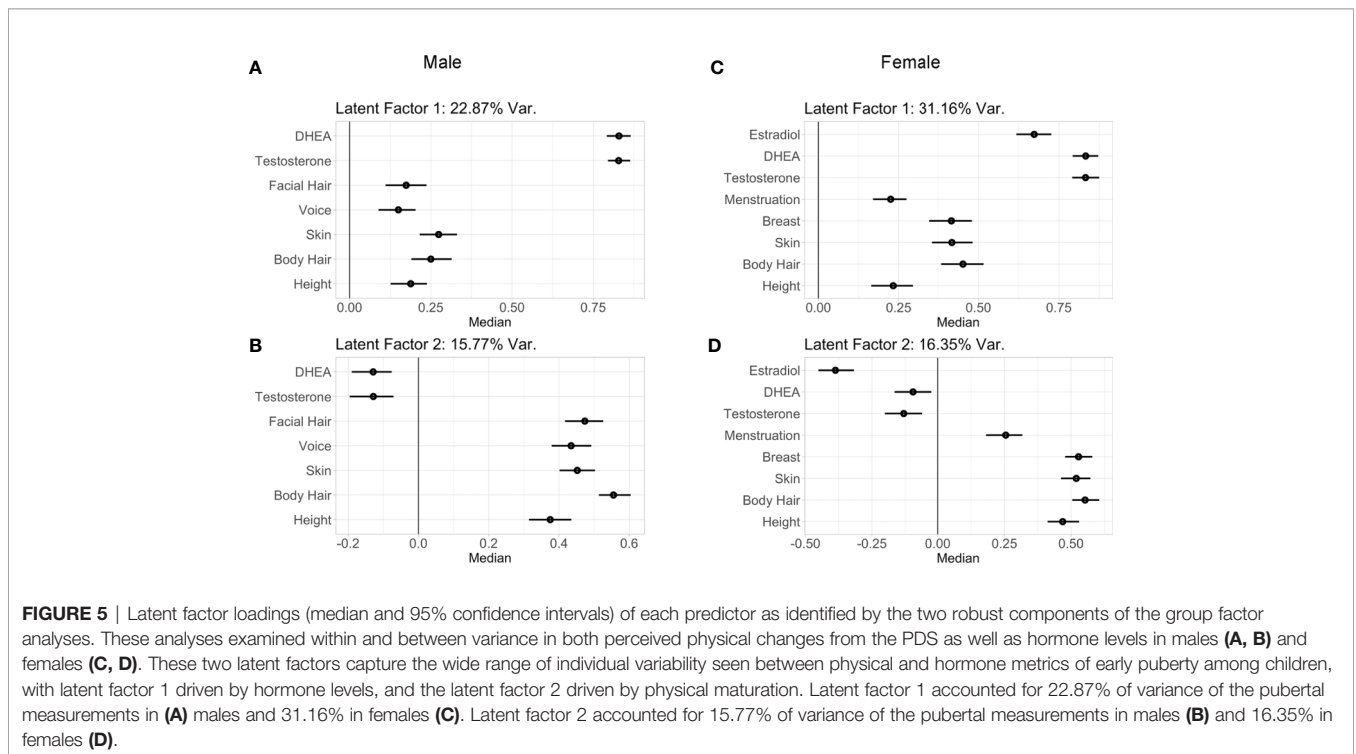 A
Male
Latent Factor 1: 22.87% Var.
DHEA
Testosterone
Facial Hair
Voice
Skin
Body Hair
Height
0.00 0.25 0.50 0.75
Median
B
Latent Factor 2: 15.77% Var.
DHEA
Testosterone
Facial Hair
Voice
Skin
Body Hair
Height
-0.2 0.0 0.2 0.4 0.6
Median
C
Female
Latent Factor 1: 31.16% Var.
Estradiol
DHEA
Testosterone
Menstruation
Breast
Skin
Body Hair
Height
0.00 0.25 0.50 0.75
Median
D
Latent Factor 2: 16.35% Var.
Estradiol
DHEA
Testosterone
Menstruation
Breast
Skin
Body Hair
Height
-0.50 -0.25 0.00 0.25 0.50
Median
FIGURE 5 | Latent factor loadings (median and 95% confidence intervals) of each predictor as identified by the two robust components of the group factor
analyses. These analyses examined within and between variance in both perceived physical changes from the PDS as well as hormone levels in males (A, B) and
females (C, D). These two latent factors capture the wide range of individual variability seen between physical and hormone metrics of early puberty among children,
with latent factor 1 driven by hormone levels, and the latent factor 2 driven by physical maturation. Latent factor 1 accounted for 22.87% of variance of the pubertal
measurements in (A) males and 31.16% in females (C). Latent factor 2 accounted for 15.77% of variance of the pubertal measurements in males (B) and 16.35% in
females (D).